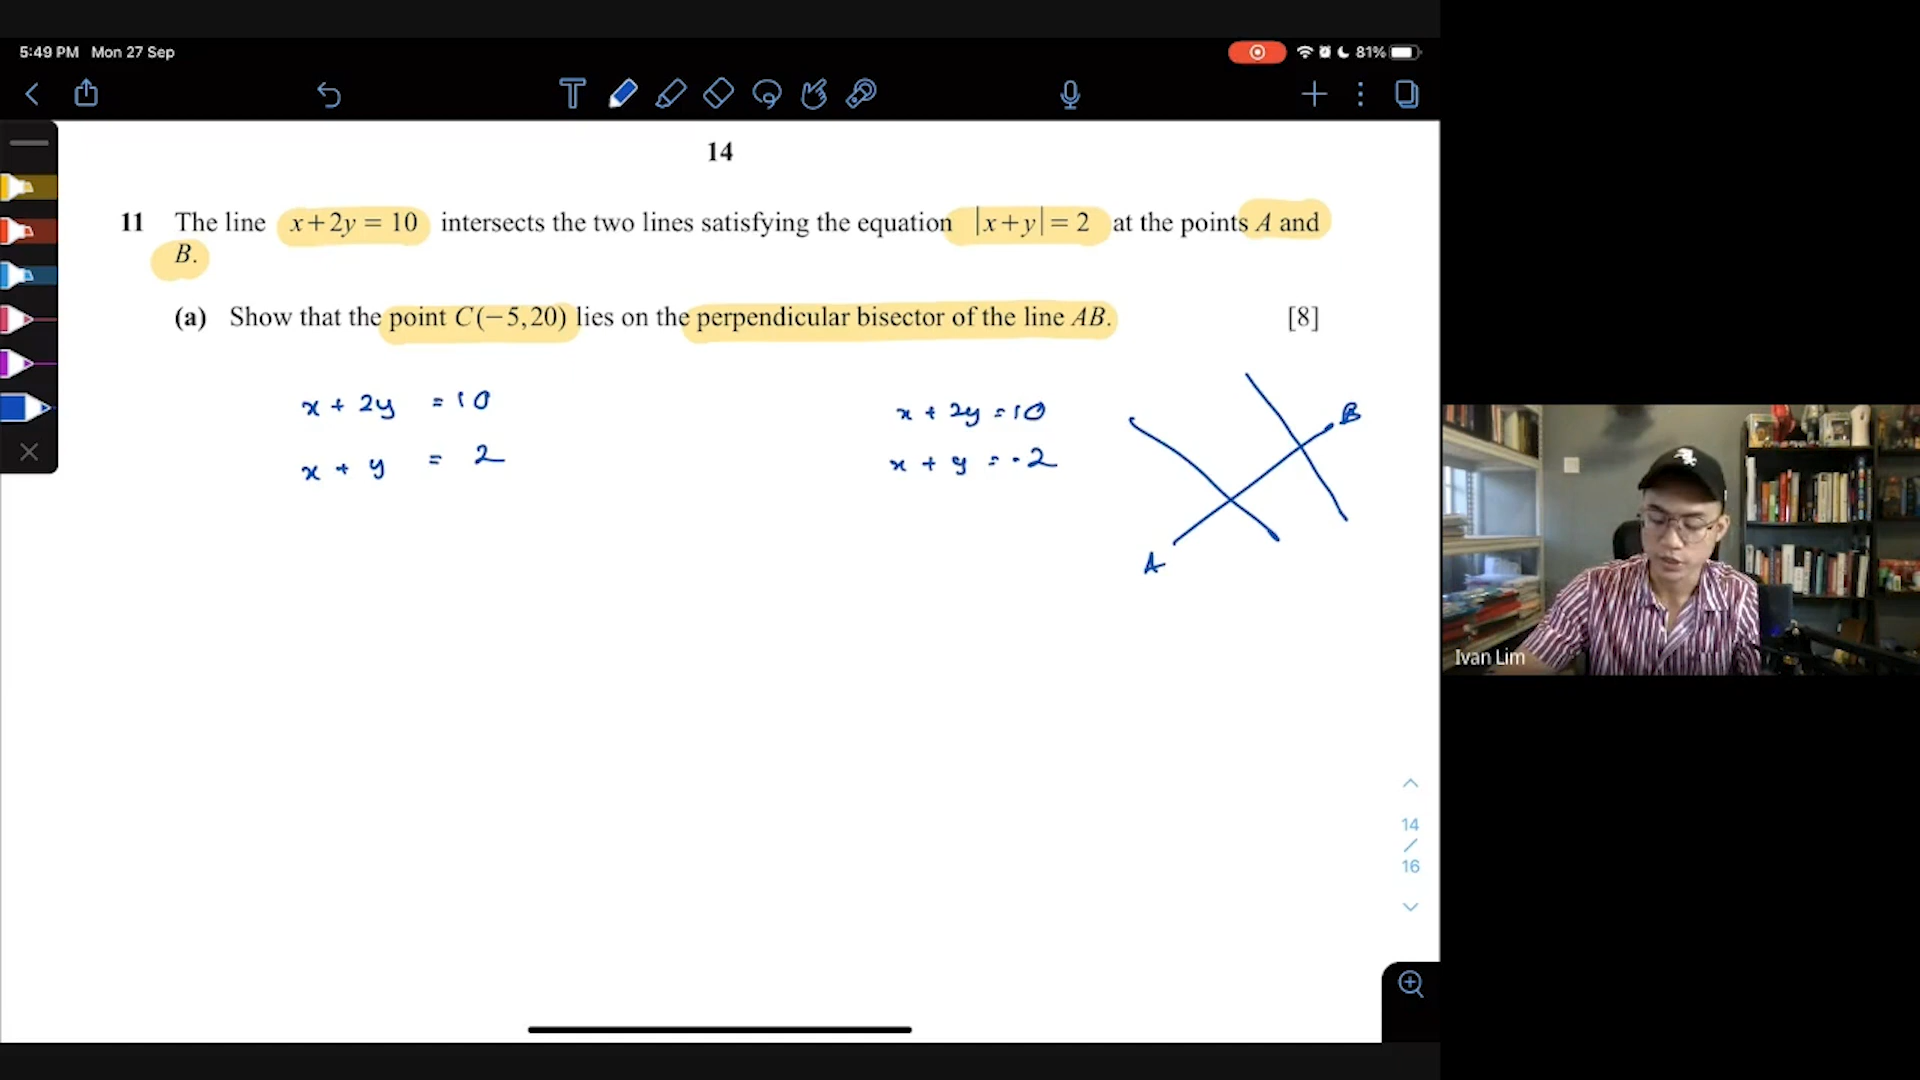 5:49 PM Mon 27 Sep
81%
14
11 The line x+2y = 10 intersects the two lines satisfying the equation |x+y| = 2 at the points A and
B.
(a) Show that the point C(−5,20) lies on the perpendicular bisector of the line AB. [8]
x + 2y = 10
x + y = 2
x + 2y = 10
x + y = -2
B
A
Ivan Lim
14
/
16